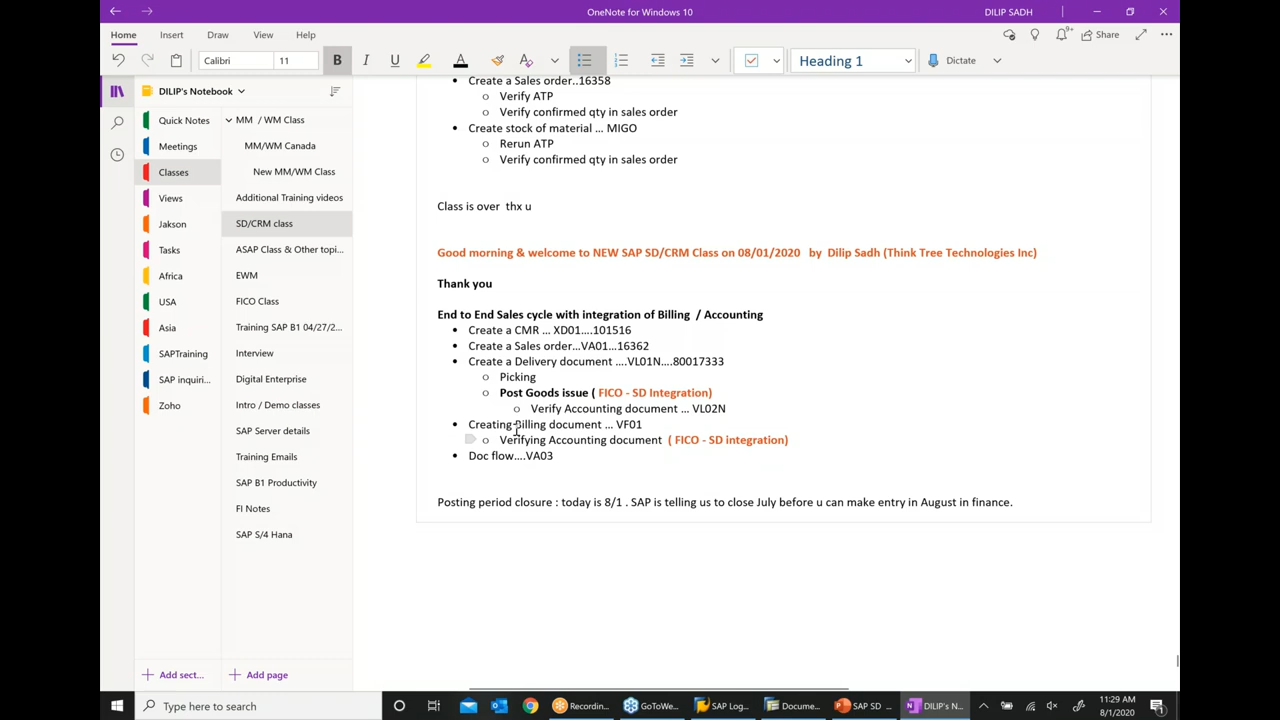 OneNote for Windows 10
DILIP SADH
Home Insert Draw View Help
9+ Share
Calibri 11 B I U A A Heading 1 Dictate
DILIP's Notebook
Quick Notes
Meetings
Classes
Views
Jakson
Tasks
Africa
USA
Asia
SAPTraining
SAP inquiri...
Zoho
MM / WM Class
MM/WM Canada
New MM/WM Class
Additional Training videos
SD/CRM class
ASAP Class & Other topi...
EWM
FICO Class
Training SAP B1 04/27/2...
Interview
Digital Enterprise
Intro / Demo classes
SAP Server details
Training Emails
SAP B1 Productivity
FI Notes
SAP S/4 Hana
+ Add sect...
+ Add page
• Create a Sales order..16358
o Verify ATP
o Verify confirmed qty in sales order
• Create stock of material ... MIGO
o Rerun ATP
o Verify confirmed qty in sales order
Class is over thx u
Good morning & welcome to NEW SAP SD/CRM Class on 08/01/2020 by Dilip Sadh (Think Tree Technologies Inc)
Thank you
End to End Sales cycle with integration of Billing / Accounting
• Create a CMR ... XD01....101516
• Create a Sales order...VA01...16362
• Create a Delivery document ....VL01N....80017333
o Picking
o Post Goods issue ( FICO - SD Integration)
o Verify Accounting document ... VL02N
• Creating Billing document ... VF01
o Verifying Accounting document ( FICO - SD integration)
• Doc flow....VA03
Posting period closure : today is 8/1 . SAP is telling us to close July before u can make entry in August in finance.
Type here to search
Recordin...
GoToWe...
SAP Log...
Docume...
SAP SD ...
DILIP's N...
11:29 AM
8/1/2020
1